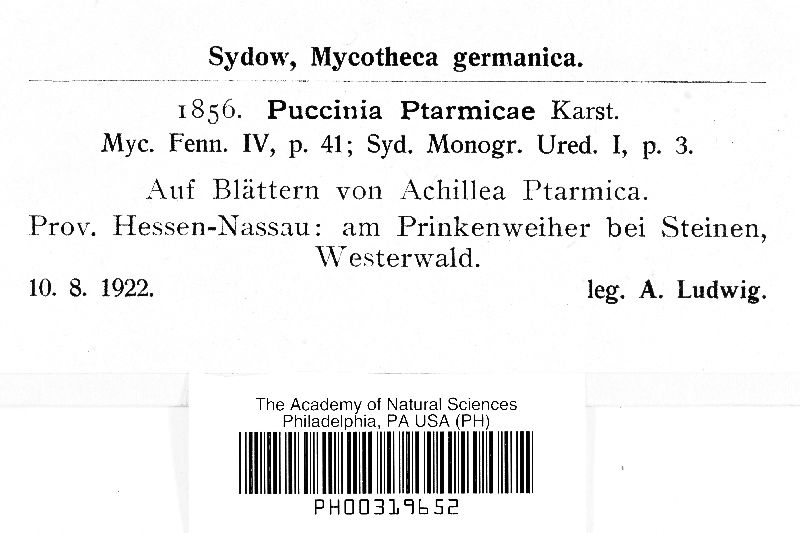 Sydow, Mycotheca germanica.
1856. Puccinia Ptarmicae Karst.
Myc. Fenn. IV, p. 41; Syd. Monogr. Ured. I, p. 3.
Auf Blättern von Achillea Ptarmica.
Prov. Hessen-Nassau: am Prinkenweiher bei Steinen,
Westerwald.
10. 8. 1922. leg. A. Ludwig.
The Academy of Natural Sciences
Philadelphia, PA USA (PH)
PH00319652